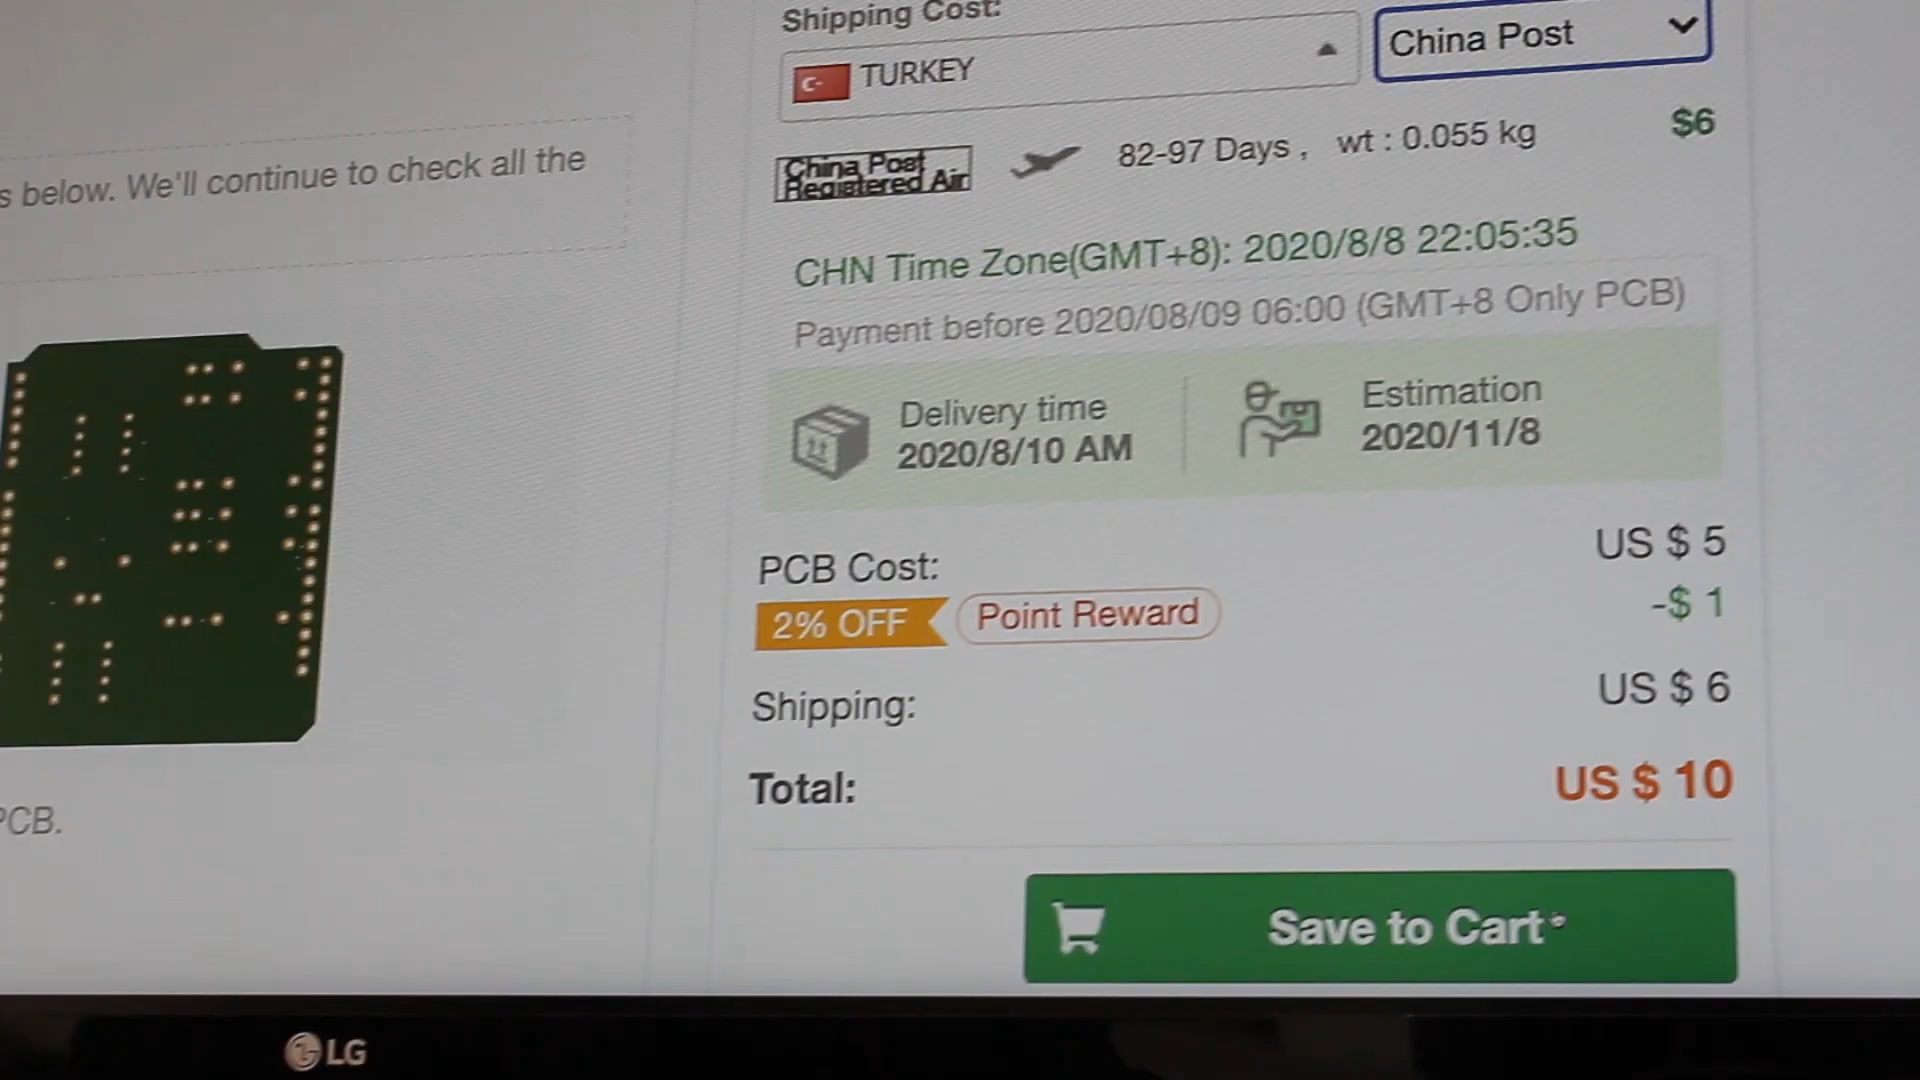 Shipping Cost:
TURKEY
China Post
China Post
Registered Air
82-97 Days , wt : 0.055 kg
$6
s below. We'll continue to check all the
CHN Time Zone(GMT+8): 2020/8/8 22:05:35
Payment before 2020/08/09 06:00 (GMT+8 Only PCB)
Delivery time
2020/8/10 AM
Estimation
2020/11/8
PCB Cost:
US $ 5
2% OFF
Point Reward
-$ 1
Shipping:
US $ 6
Total:
US $ 10
PCB.
Save to Cart
LG